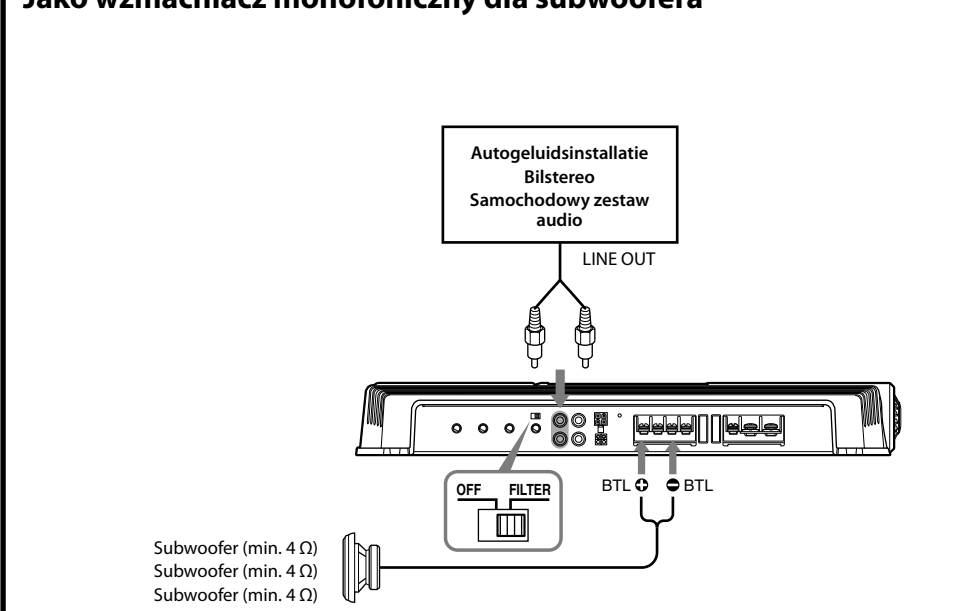 Jako wzmacniacz monofoniczny dla subwoofera
Autogeluidsinstallatie
Bilstereo
Samochodowy zestaw
audio
LINE OUT
OFF FILTER
BTL + - BTL
Subwoofer (min. 4 Ω)
Subwoofer (min. 4 Ω)
Subwoofer (min. 4 Ω)